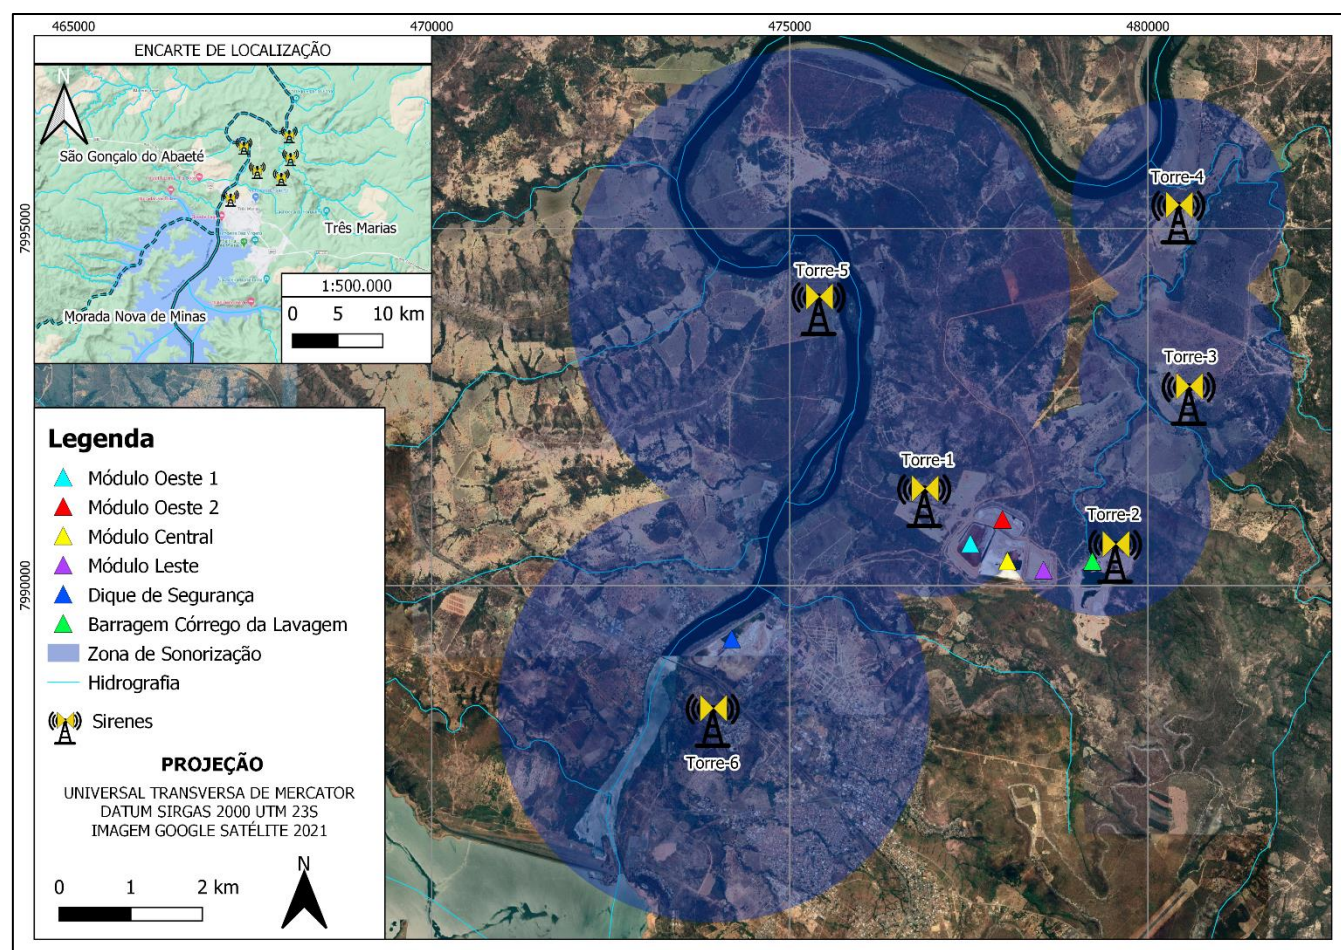 465000
470000
475000
480000
7995000
7990000
ENCARTE DE LOCALIZAÇÃO
N
São Gonçalo do Abaeté
Três Marias
Morada Nova de Minas
1:500.000
0 5 10 km
Torre-4
Torre-5
Torre-3
Torre-1
Torre-2
Torre-6
Legenda
Módulo Oeste 1
Módulo Oeste 2
Módulo Central
Módulo Leste
Dique de Segurança
Barragem Córrego da Lavagem
Zona de Sonorização
Hidrografia
Sirenes
PROJEÇÃO
UNIVERSAL TRANSVERSA DE MERCATOR
DATUM SIRGAS 2000 UTM 23S
IMAGEM GOOGLE SATÉLITE 2021
N
0 1 2 km